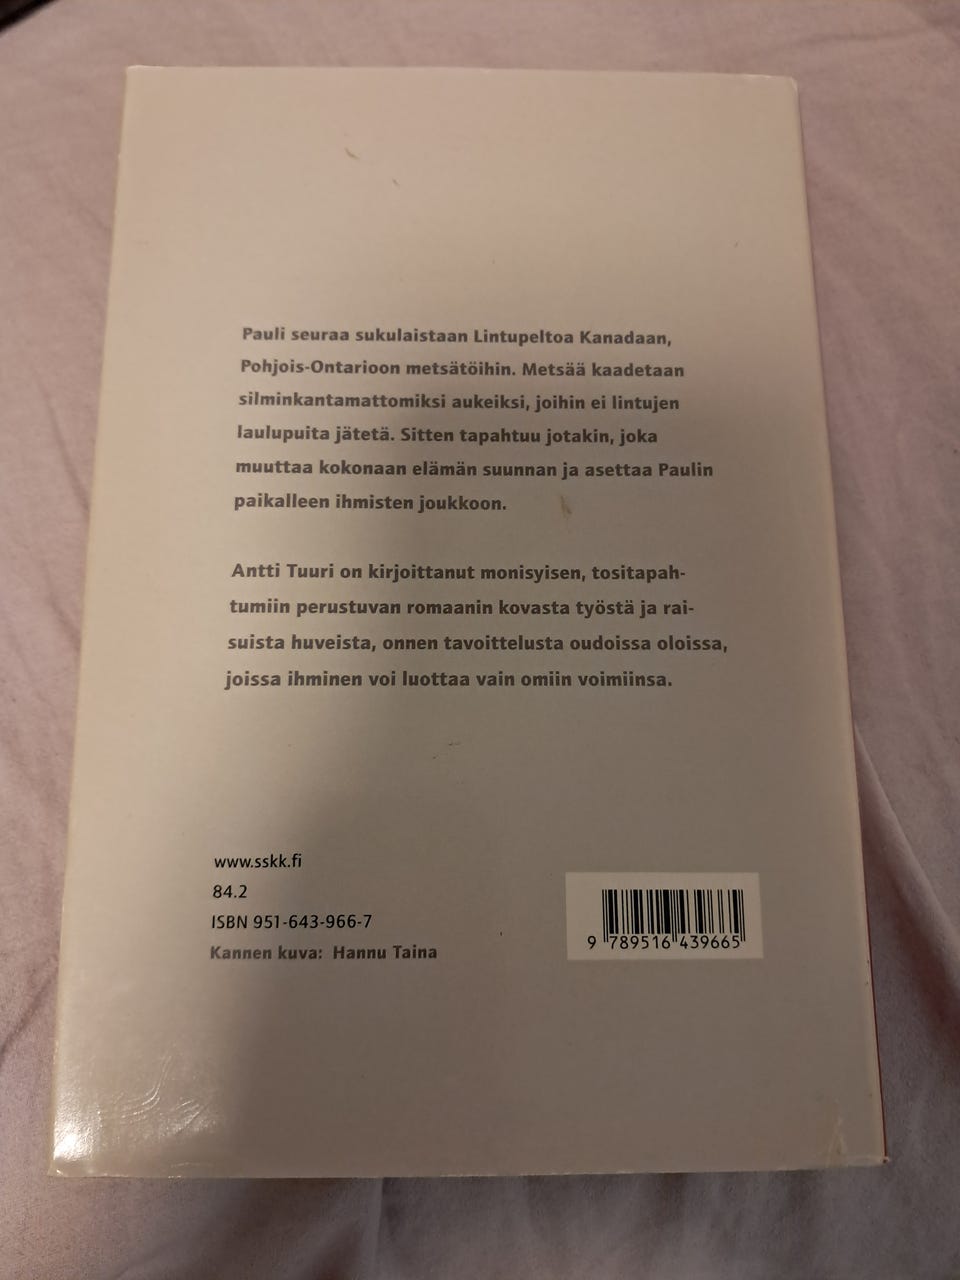 Pauli seuraa sukulaistaan Lintupeltoa Kanadaan,
Pohjois-Ontarioon metsätöihin. Metsää kaadetaan
silminkantamattomiksi aukeiksi, joihin ei lintujen
laulupuita jätetä. Sitten tapahtuu jotakin, joka
muuttaa kokonaan elämän suunnan ja asettaa Paulin
paikalleen ihmisten joukkoon.
Antti Tuuri on kirjoittanut monisyisen, tositapah-
tumiin perustuvan romaanin kovasta työstä ja rai-
suista huveista, onnen tavoittelusta oudoissa oloissa,
joissa ihminen voi luottaa vain omiin voimiinsa.
www.sskk.fi
84.2
ISBN 951-643-966-7
Kannen kuva: Hannu Taina
9 789516 439665